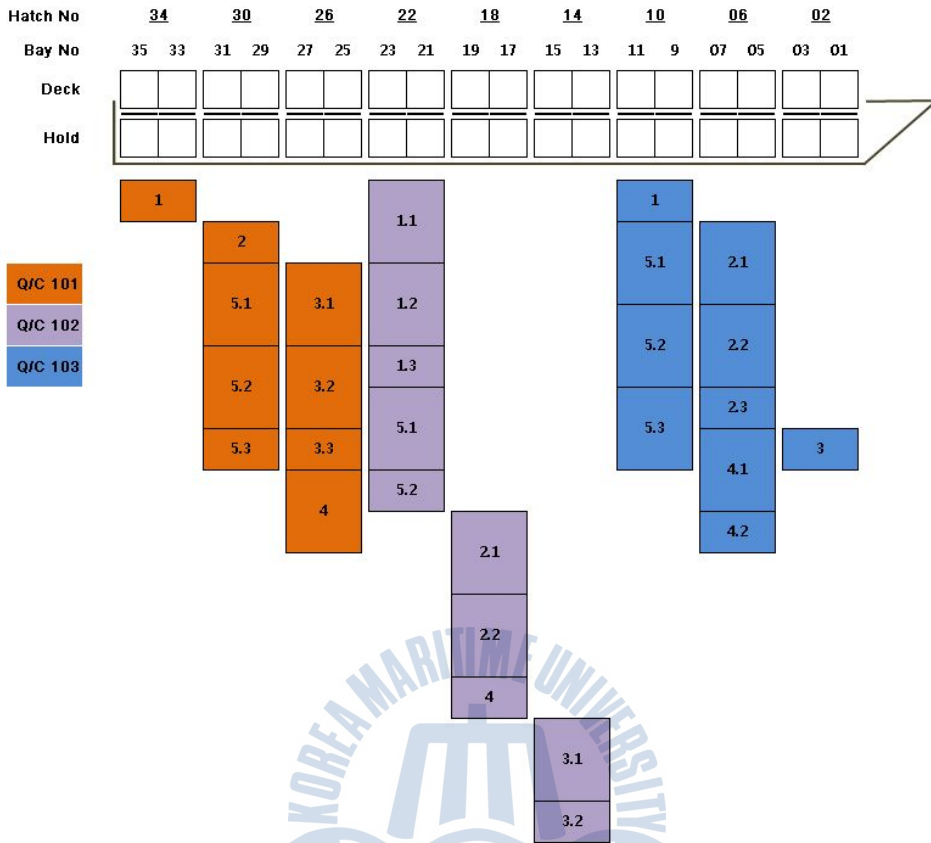 Hatch No 34 30 26 22 18 14 10 06 02
Bay No 35 33 31 29 27 25 23 21 19 17 15 13 11 9 07 05 03 01
Deck
Hold
1 1.1 1
2 5.1 2.1
Q/C 101 5.1 3.1 1.2
Q/C 102 5.2 2.2
Q/C 103 5.2 3.2 1.3
5.1 5.3 2.3
5.3 3.3 4.1 3
4 5.2
2.1 4.2
2.2
4
3.1
3.2
KOREA MARITIME UNIVERSITY